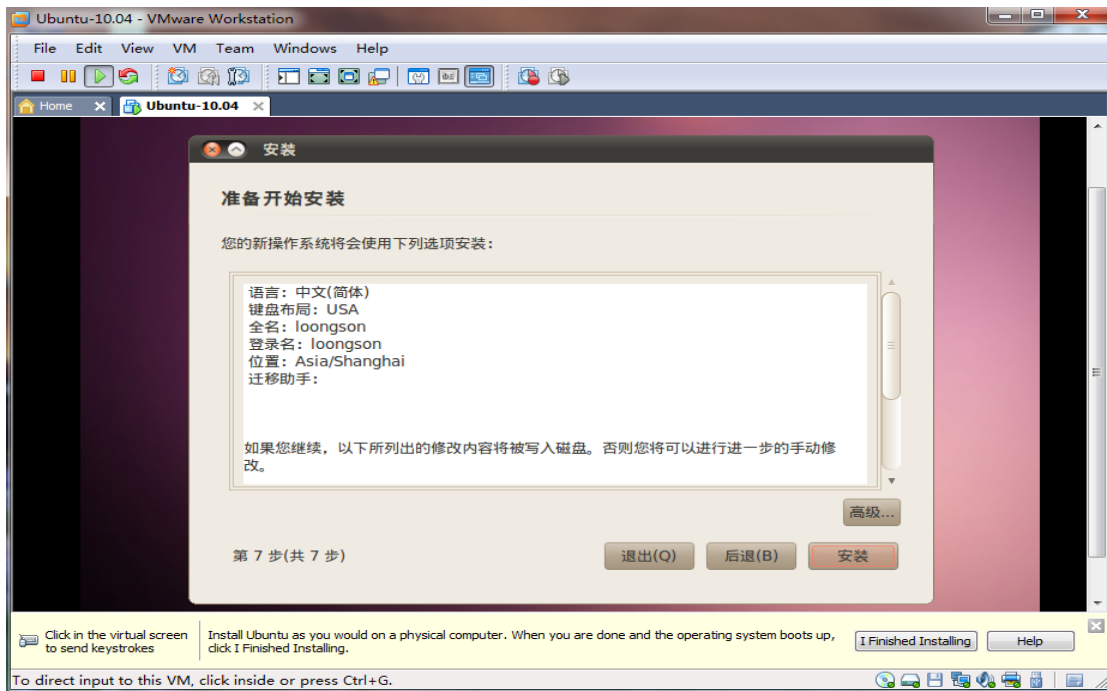 Ubuntu-10.04 - VMware Workstation
File Edit View VM Team Windows Help
Home Ubuntu-10.04
安装
准备开始安装
您的新操作系统将会使用下列选项安装：
语言：中文(简体)
键盘布局：USA
全名：loongson
登录名：loongson
位置：Asia/Shanghai
迁移助手：
如果您继续，以下所列出的修改内容将被写入磁盘。否则您将可以进行进一步的手动修
改。
高级...
第 7 步(共 7 步)
退出(Q) 后退(B) 安装
Click in the virtual screen
to send keystrokes
Install Ubuntu as you would on a physical computer. When you are done and the operating system boots up,
click I Finished Installing.
I Finished Installing Help
To direct input to this VM, click inside or press Ctrl+G.